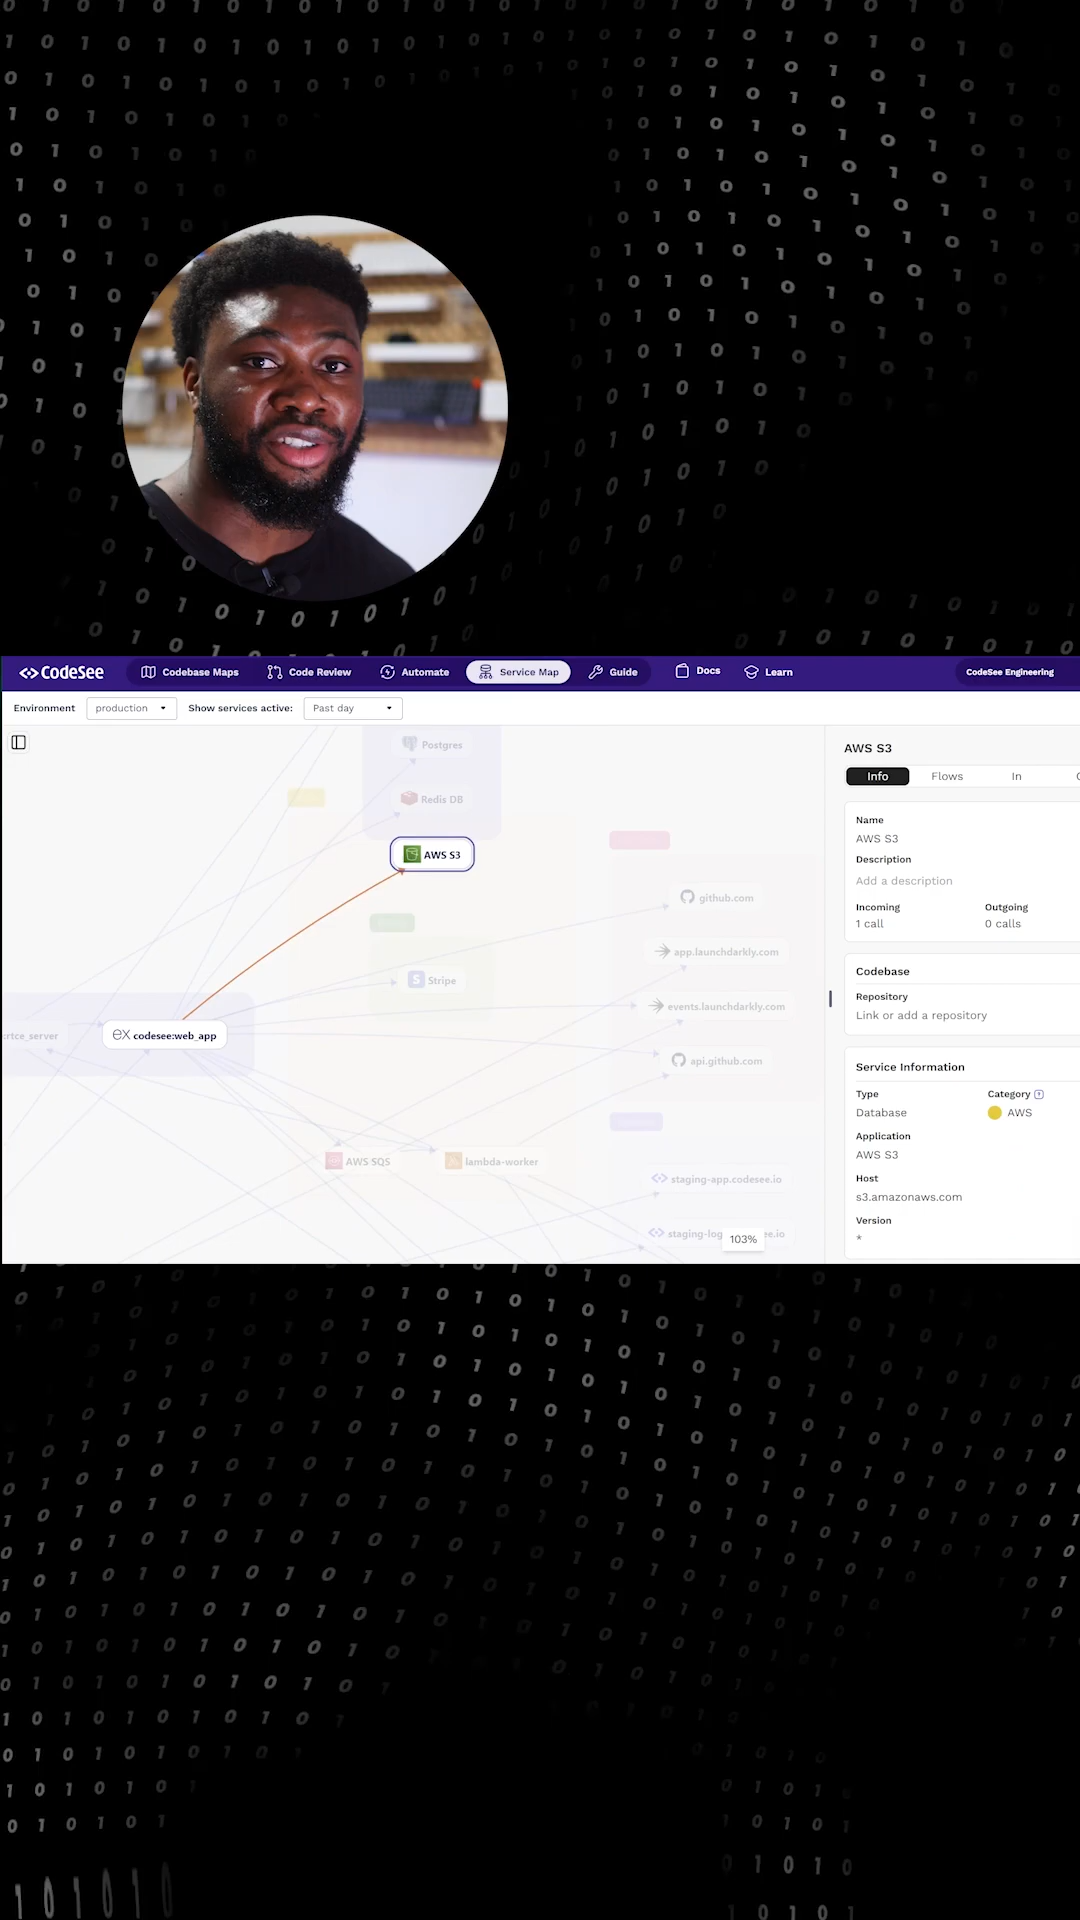 CodeSee
Codebase Maps
Code Review
Automate
Service Map
Guide
Docs
Learn
CodeSee Engineering
Environment
production
Show services active:
Past day
Postgres
Redis DB
AWS S3
github.com
app.launchdarkly.com
Stripe
events.launchdarkly.com
ex codesee:web_app
api.github.com
AWS SQS
lambda-worker
staging-app.codesee.io
103%
AWS S3
Info
Flows
In
Name
AWS S3
Description
Add a description
Incoming
Outgoing
1 call
0 calls
Codebase
Repository
Link or add a repository
Service Information
Type
Category
Database
AWS
Application
AWS S3
Host
s3.amazonaws.com
Version
*